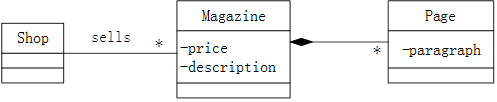 Shop
sells
*
Magazine
-price
-description
*
Page
-paragraph